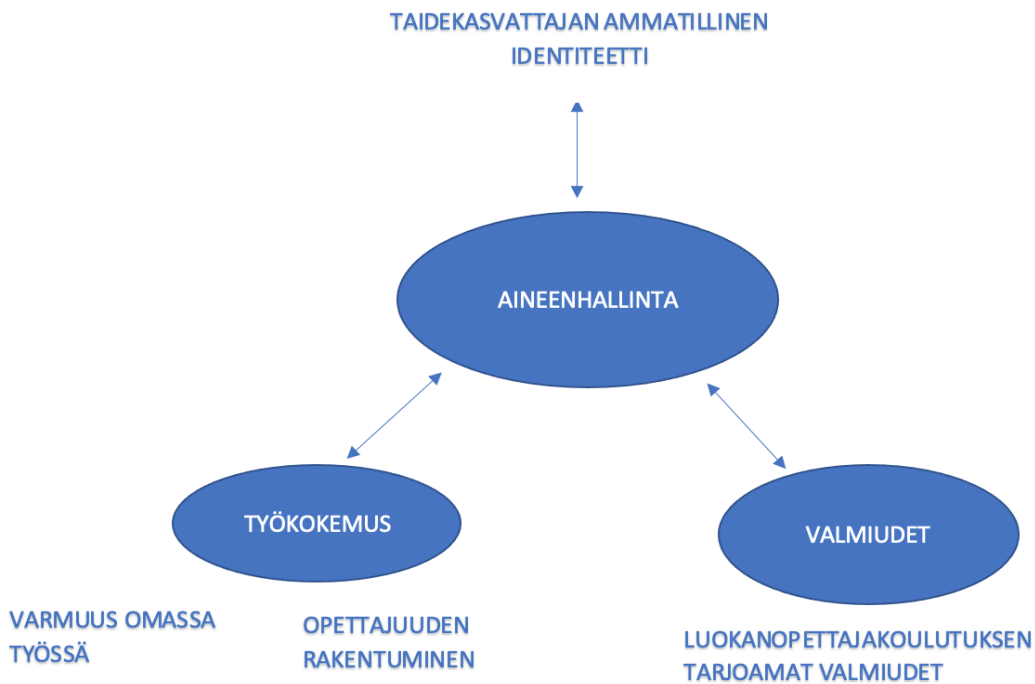 TAIDEKASVATTAJAN AMMATILLINEN
IDENTITEETTI
AINEENHALLINTA
TYÖKOKEMUS
VALMIUDET
VARMUUS OMASSA
TYÖSSÄ
OPETTAJUUDEN
RAKENTUMINEN
LUOKANOPETTAJAKOULUTUKSEN
TARJOAMAT VALMIUDET